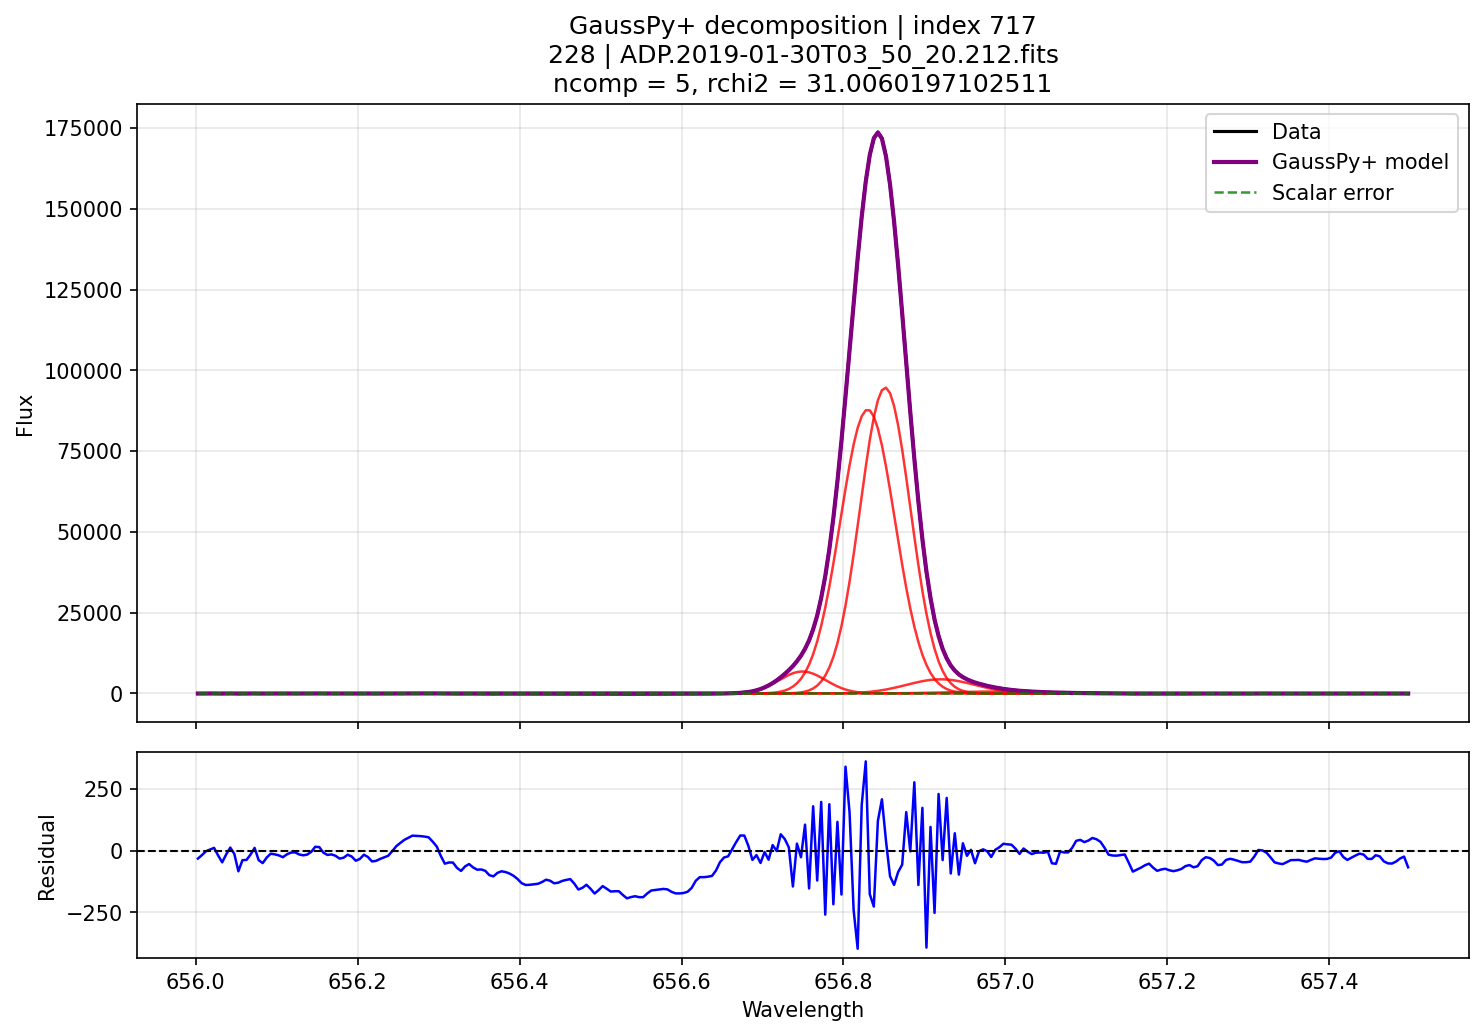 GaussPy+ decomposition | index 717
228 | ADP.2019-01-30T03_50_20.212.fits
ncomp = 5, rchi2 = 31.0060197102511
175000
150000
125000
100000
75000
50000
25000
0
Flux
Data
GaussPy+ model
Scalar error
250
0
−250
Residual
656.0 656.2 656.4 656.6 656.8 657.0 657.2 657.4
Wavelength